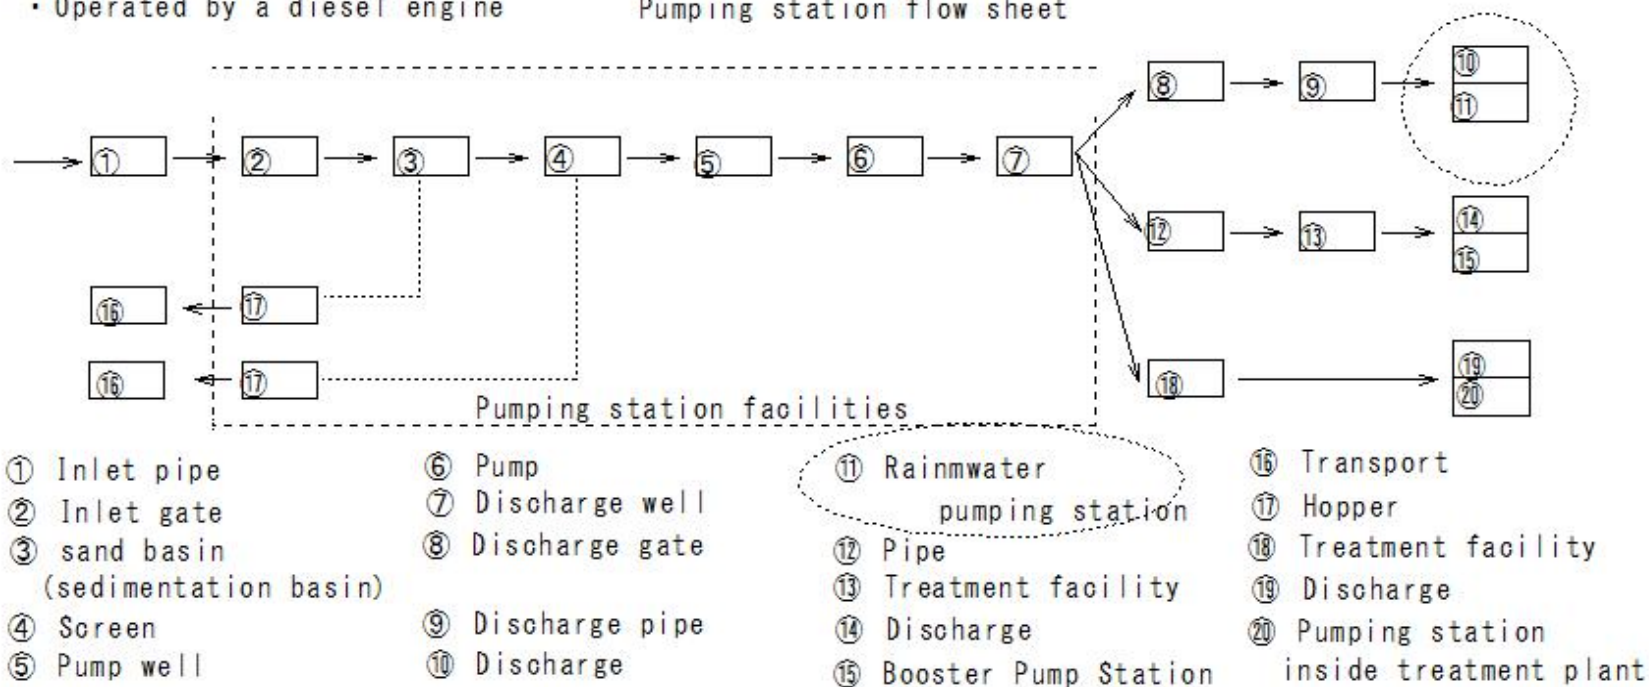 ・Operated by a diesel engine
Pumping station flow sheet
① ② ③ ④ ⑤ ⑥ ⑦
⑧ ⑨ ⑩
⑪
⑫ ⑬ ⑭
⑮
⑯ ⑰
⑯ ⑰
⑱ ⑲
⑳
Pumping station facilities
① Inlet pipe
② Inlet gate
③ sand basin
(sedimentation basin)
④ Screen
⑤ Pump well
⑥ Pump
⑦ Discharge well
⑧ Discharge gate
⑨ Discharge pipe
⑩ Discharge
⑪ Rainmwater
pumping station
⑫ Pipe
⑬ Treatment facility
⑭ Discharge
⑮ Booster Pump Station
⑯ Transport
⑰ Hopper
⑱ Treatment facility
⑲ Discharge
⑳ Pumping station
inside treatment plant